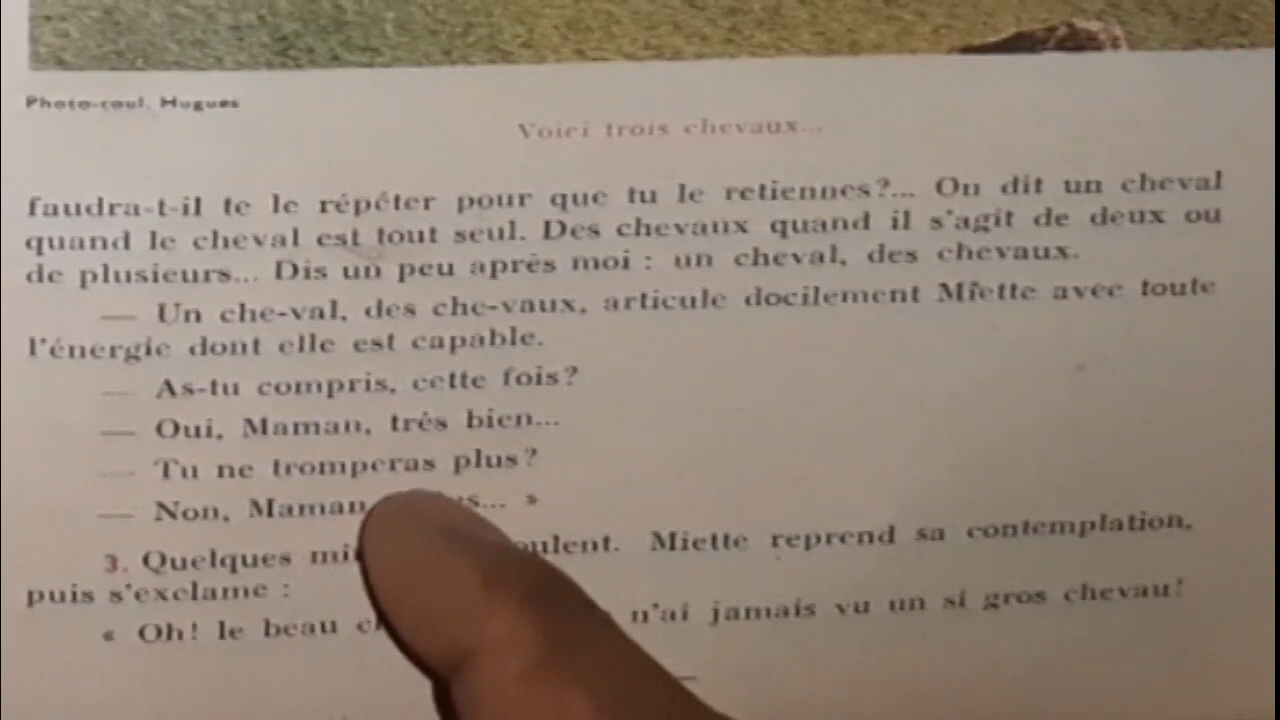 Photo-coul. Hugues
Voici trois chevaux...
faudra-t-il te le répéter pour que tu le retiennes?... On dit un cheval
quand le cheval est tout seul. Des chevaux quand il s'agit de deux ou
de plusieurs... Dis un peu après moi : un cheval, des chevaux.
— Un che-val, des che-vaux, articule docilement Miette avec toute
l'énergie dont elle est capable.
— As-tu compris, cette fois?
— Oui, Maman, très bien...
— Tu ne tromperas plus?
— Non, Maman »
3. Quelques Miette reprend sa contemplation,
puis s'exclame :
« Oh! le beau n'ai jamais vu un si gros chevau!